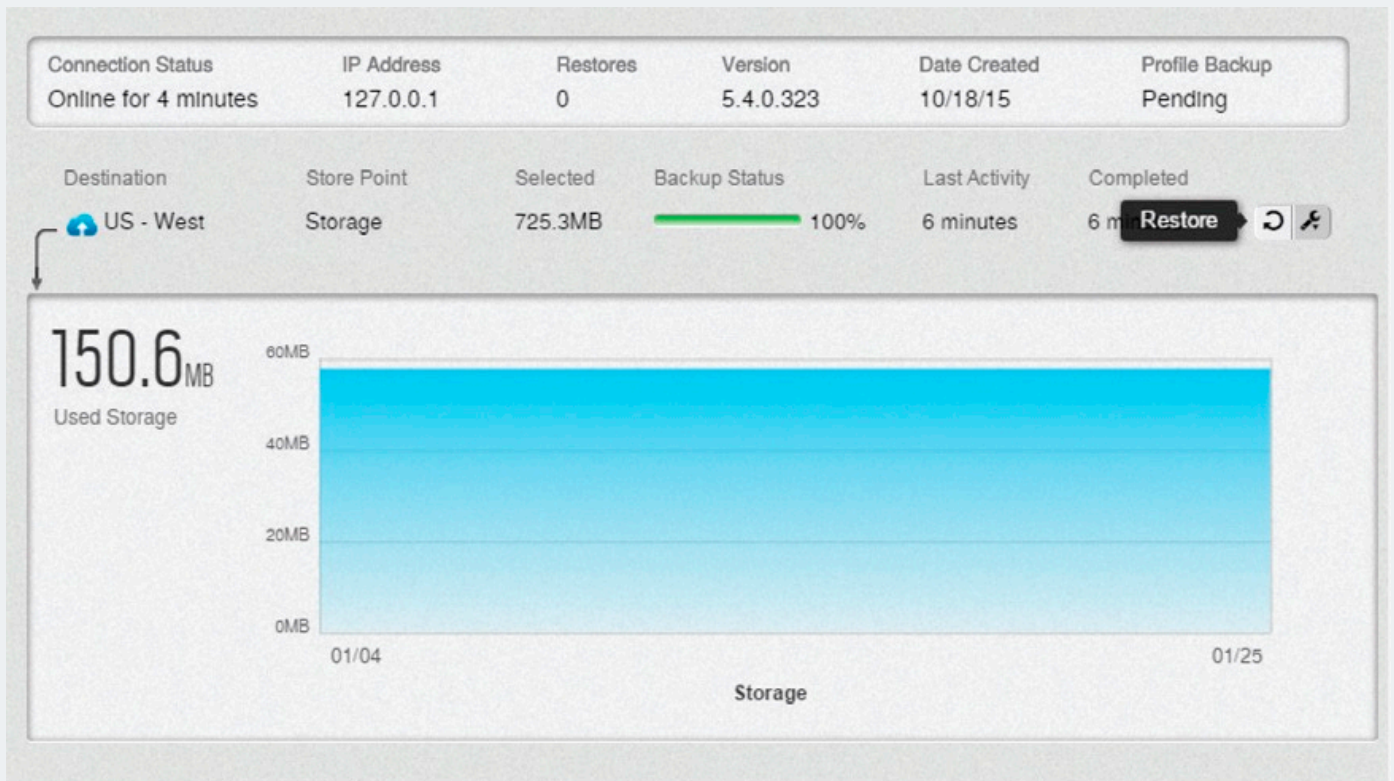 Connection Status IP Address Restores Version Date Created Profile Backup
Online for 4 minutes 127.0.0.1 0 5.4.0.323 10/18/15 Pending
Destination Store Point Selected Backup Status Last Activity Completed
US - West Storage 725.3MB 100% 6 minutes 6 Restore
150.6MB
Used Storage
60MB
40MB
20MB
0MB
01/04 01/25
Storage